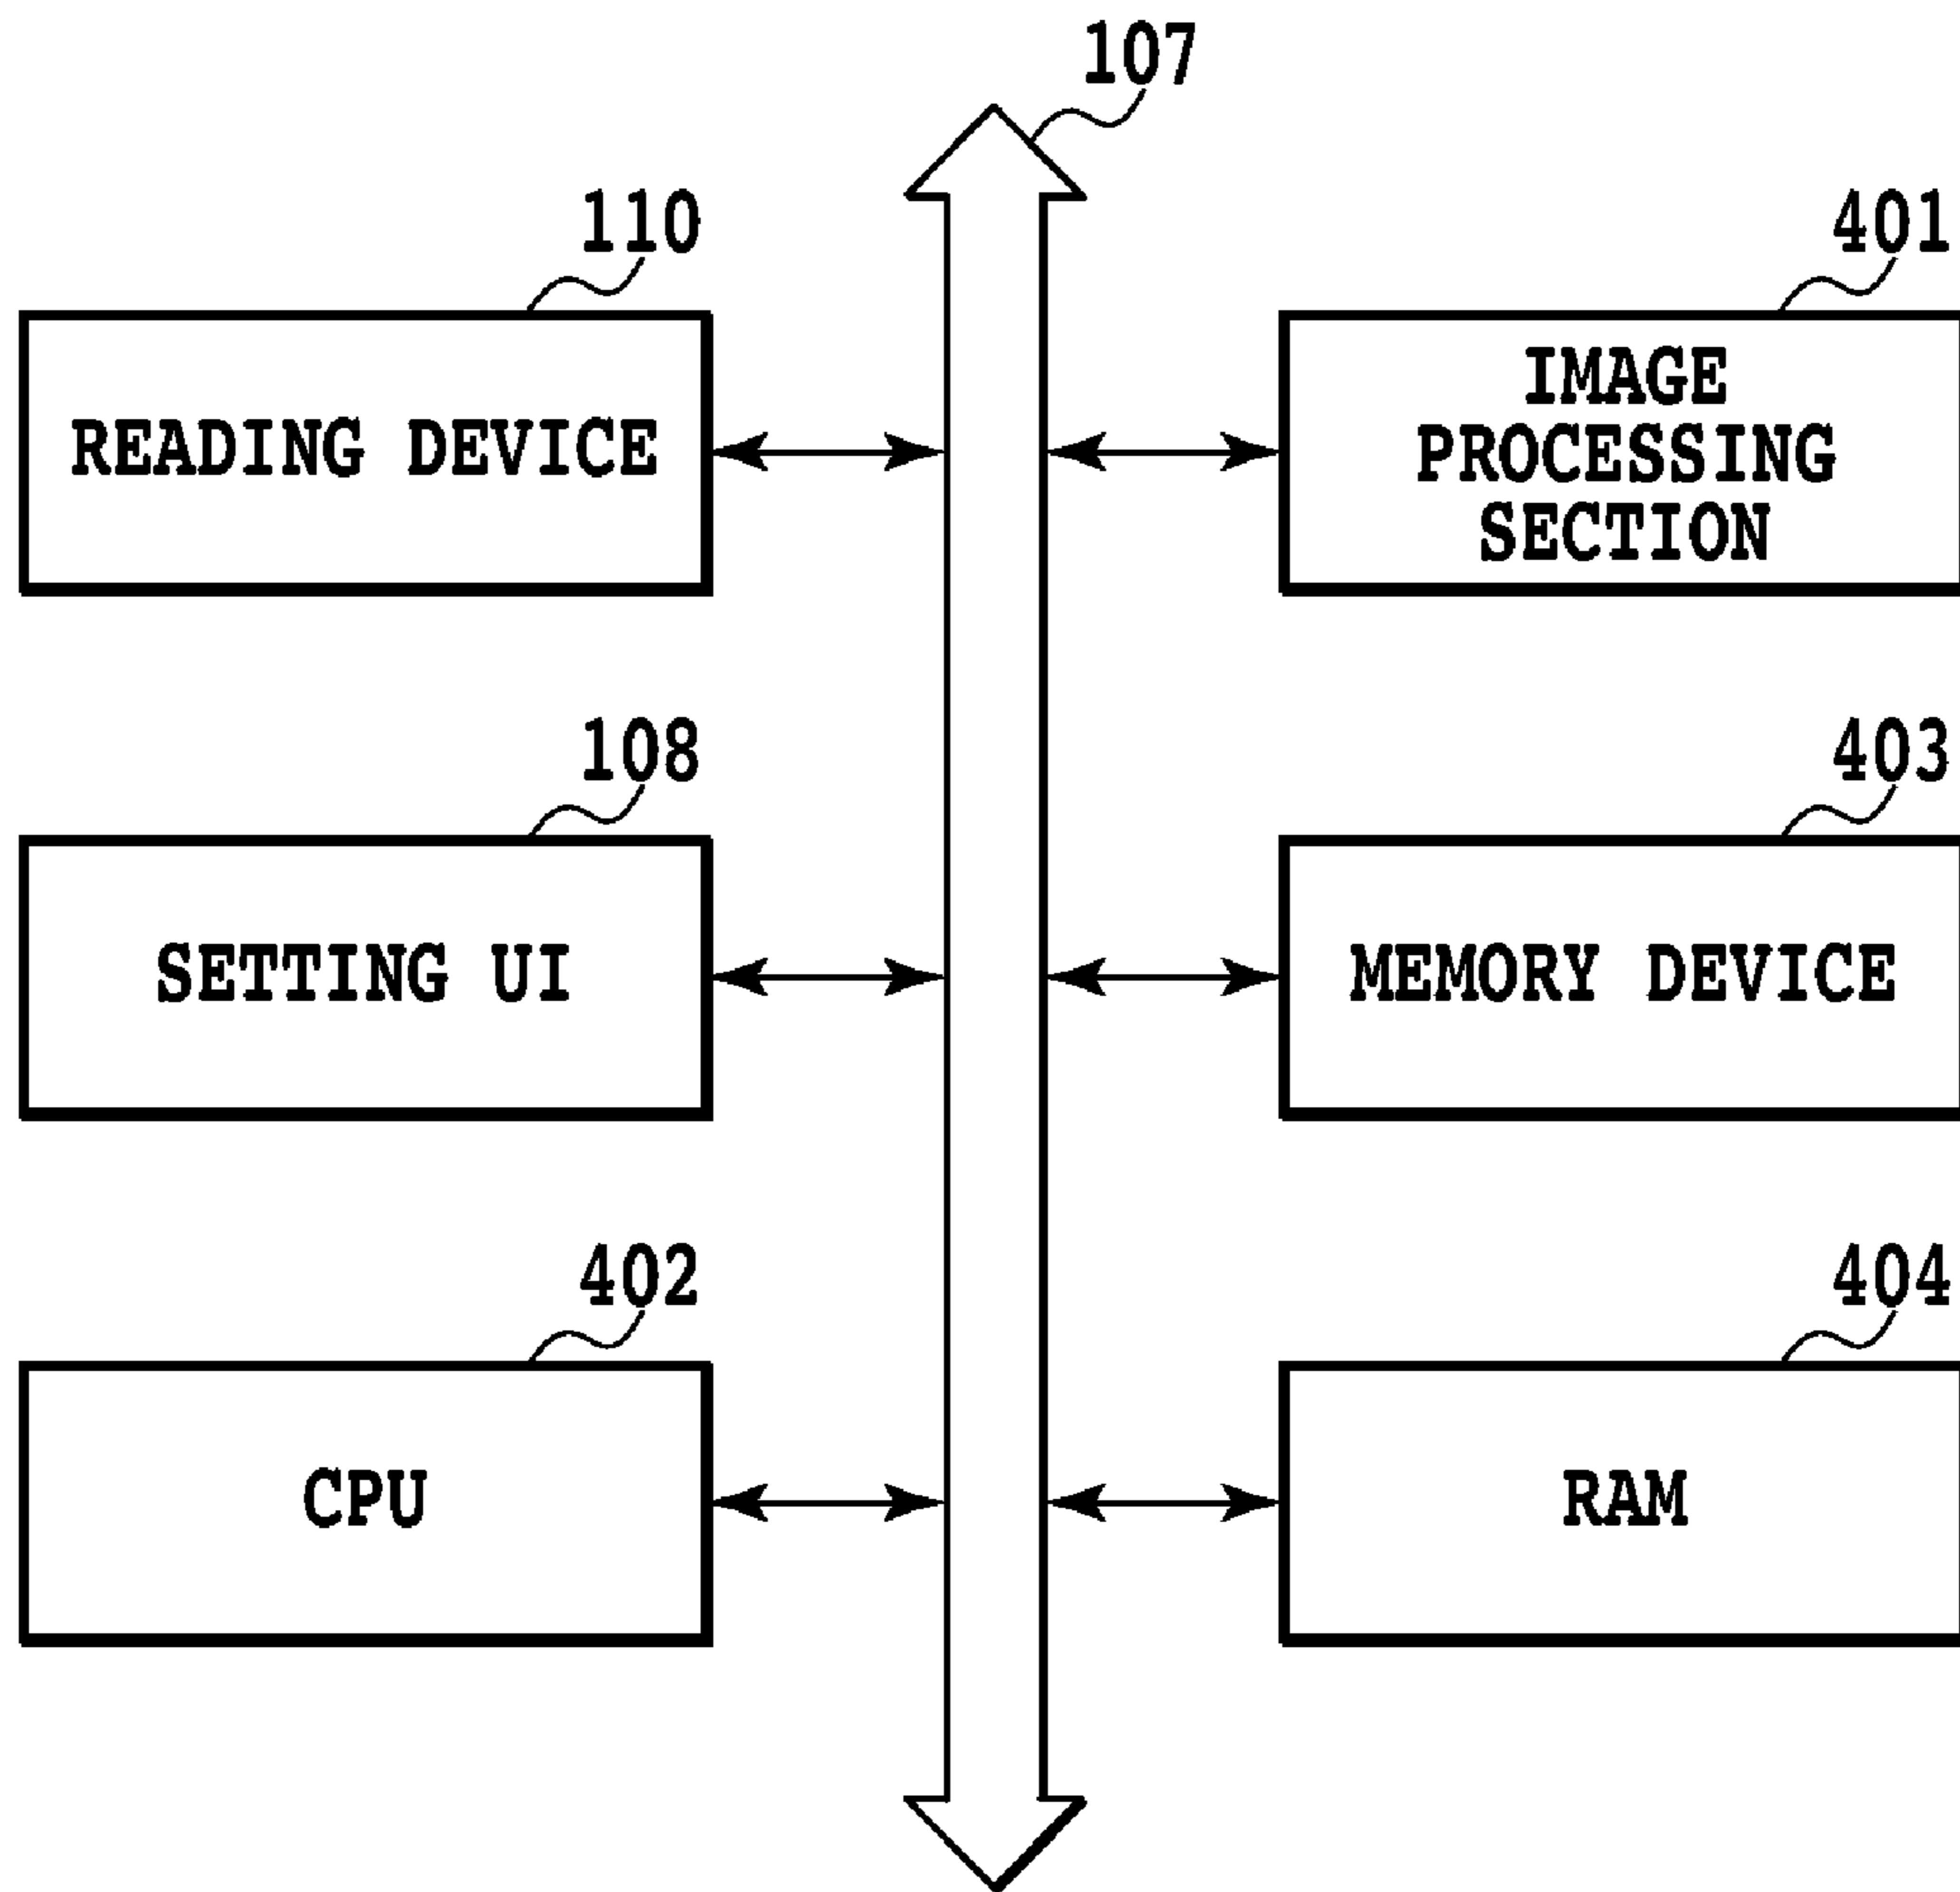 107
110
READING DEVICE
401
IMAGE
PROCESSING
SECTION
108
SETTING UI
403
MEMORY DEVICE
402
CPU
404
RAM